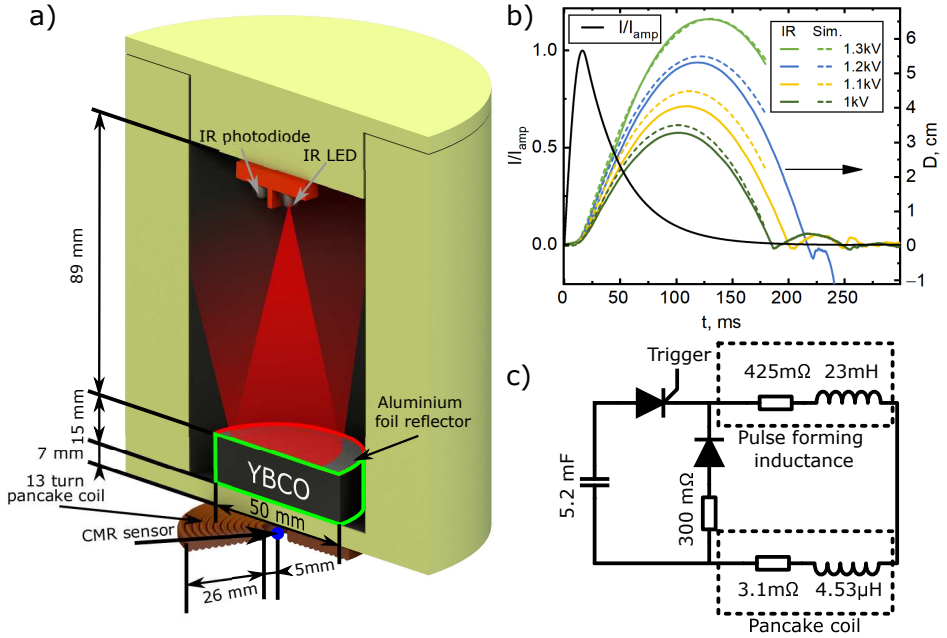 a)
IR photodiode
IR LED
89 mm
15 mm
7 mm
13 turn
pancake coil
CMR sensor
Aluminium
foil reflector
YBCO
50 mm
5mm
26 mm
b)
I/Iamp
IR Sim.
1.3kV
1.2kV
1.1kV
1kV
1.0
0.5
0.0
I/Iamp
6
5
4
3
2
1
0
−1
D, cm
0 50 100 150 200 250
t, ms
c)
Trigger
425mΩ 23mH
Pulse forming
inductance
5.2 mF
300 mΩ
3.1mΩ 4.53µH
Pancake coil